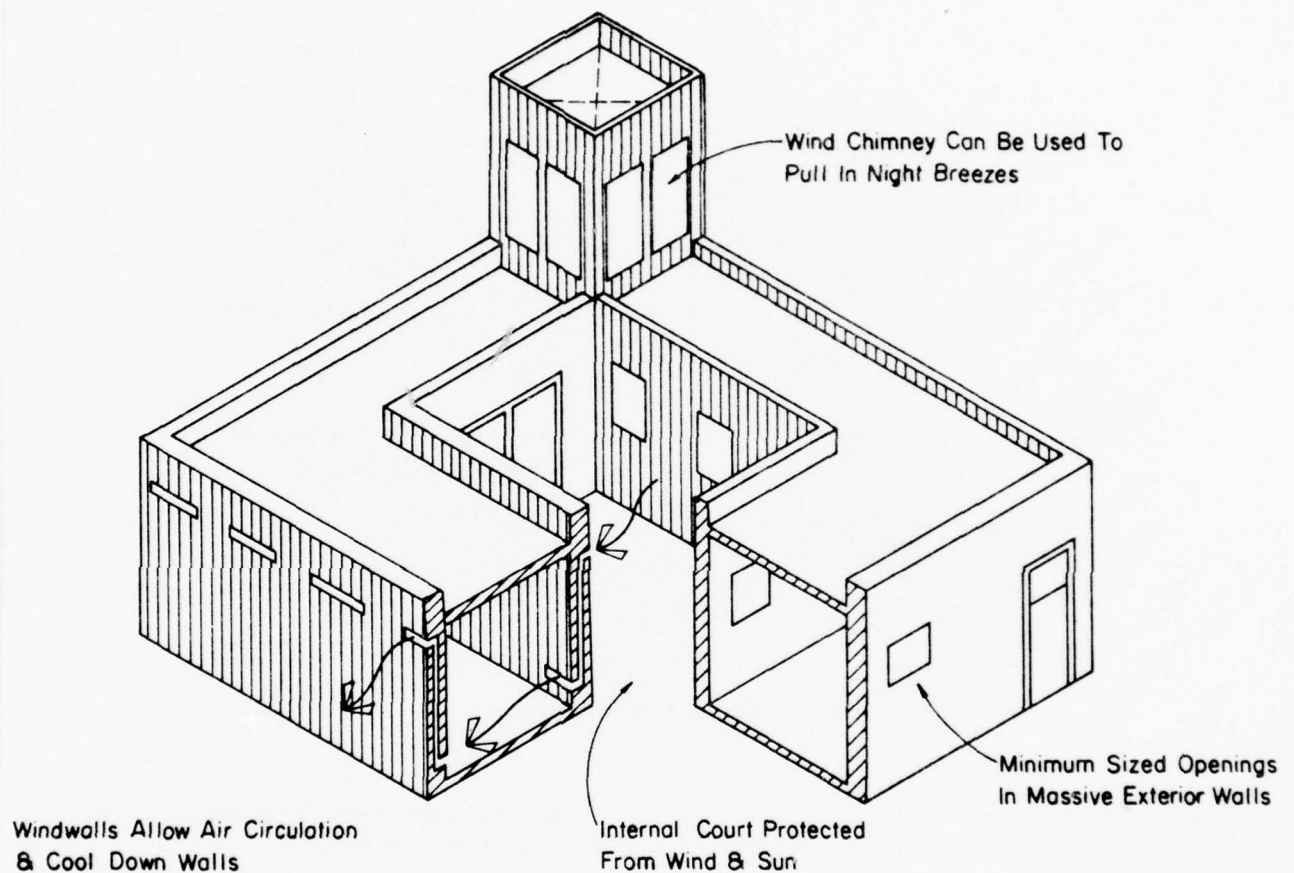 Wind Chimney Can Be Used To
Pull In Night Breezes
Minimum Sized Openings
In Massive Exterior Walls
Windwalls Allow Air Circulation
& Cool Down Walls
Internal Court Protected
From Wind & Sun